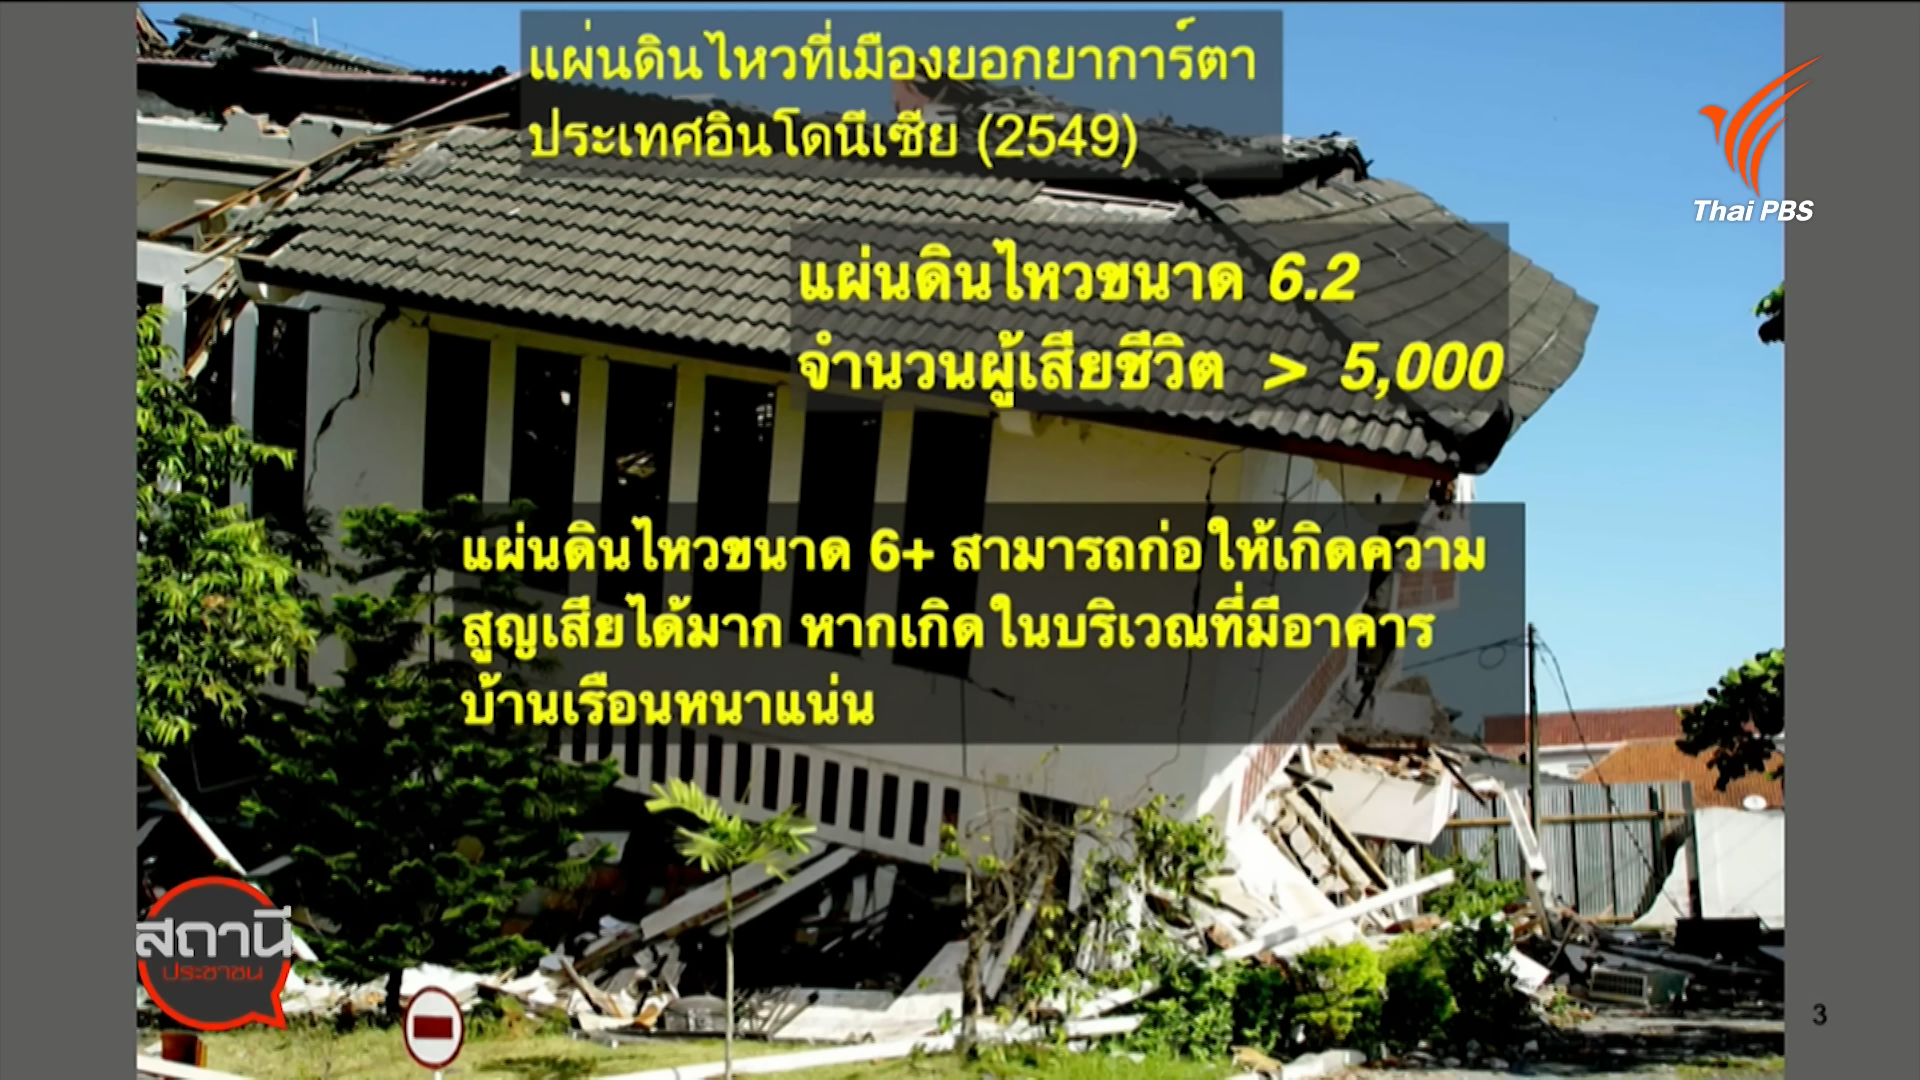 แผ่นดินไหวที่เมืองยอกยาการ์ตา
ประเทศอินโดนีเซีย (2549)
Thai PBS
แผ่นดินไหวขนาด 6.2
จำนวนผู้เสียชีวิต > 5,000
แผ่นดินไหวขนาด 6+ สามารถก่อให้เกิดความ
สูญเสียได้มาก หากเกิดในบริเวณที่มีอาคาร
บ้านเรือนหนาแน่น
สถานี
ประชาชน
3